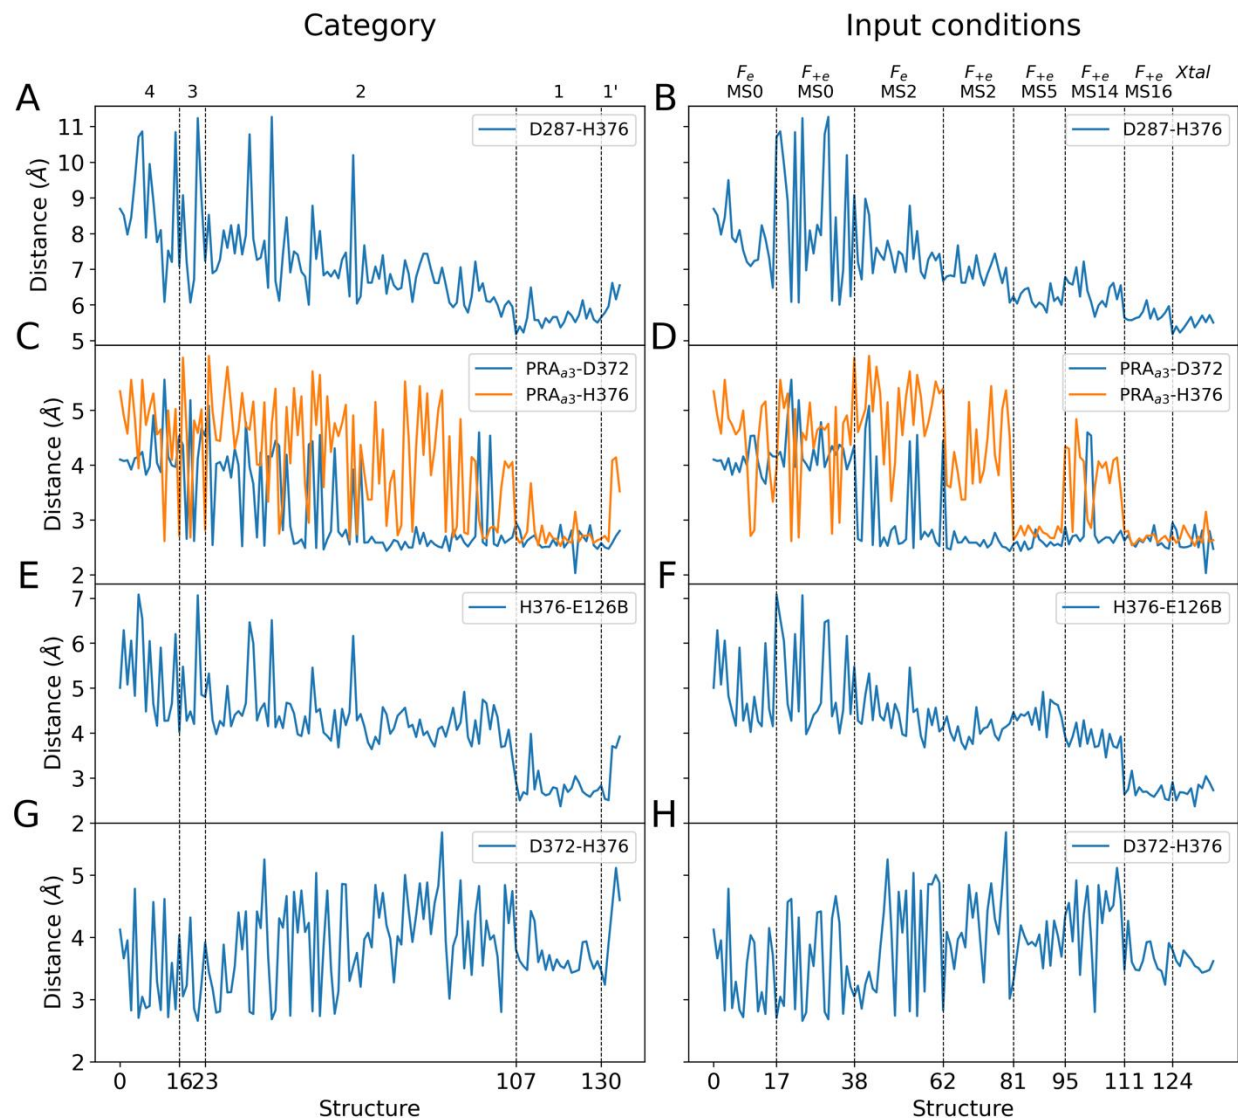 Category
Input conditions
4 3 2 1 1'
Fe F+e Fe F+e F+e F+e F+e Xtal
MS0 MS0 MS2 MS2 MS5 MS14 MS16
A
B
D287-H376
D287-H376
11
10
9
8
7
6
5
Distance (Å)
C
D
PRAa3-D372
PRAa3-H376
PRAa3-D372
PRAa3-H376
5
4
3
2
E
F
H376-E126B
H376-E126B
7
6
5
4
3
2
Distance (Å)
G
H
D372-H376
D372-H376
5
4
3
2
Distance (Å)
0 16 23 107 130
0 17 38 62 81 95 111 124
Structure
Structure